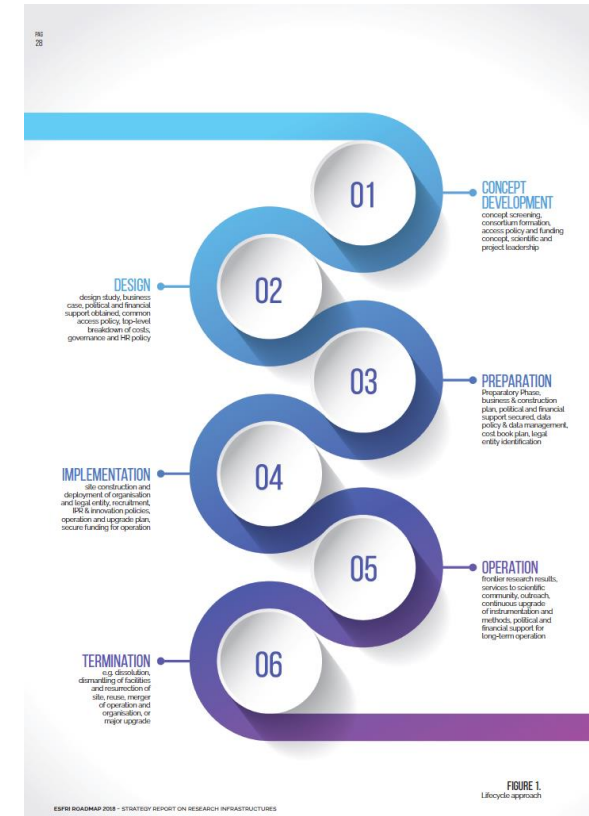 PAG
28
01
CONCEPT
DEVELOPMENT
concept screening,
consortium formation,
access policy and funding
concept, scientific and
project leadership
02
DESIGN
design study, business
case, political and financial
support obtained, common
access policy, top-level
breakdown of costs,
governance and HR policy
03
PREPARATION
Preparatory Phase,
business & construction
plan, political and financial
support secured, data
policy & data management,
cost book plan, legal
entity identification
04
IMPLEMENTATION
site construction and
deployment of organisation
and legal entity, recruitment,
IPR & innovation policies,
operation and upgrade plan,
secure funding for operation
05
OPERATION
frontier research results,
services to scientific
community, outreach,
continuous upgrade
of instrumentation and
methods, political and
financial support for
long-term operation
06
TERMINATION
e.g. dissolution,
dismantling of facilities
and resurrection of
site, reuse, merger
of operation and
organisation, or
major upgrade
FIGURE 1.
Lifecycle approach
ESFRI ROADMAP 2018 – STRATEGY REPORT ON RESEARCH INFRASTRUCTURES